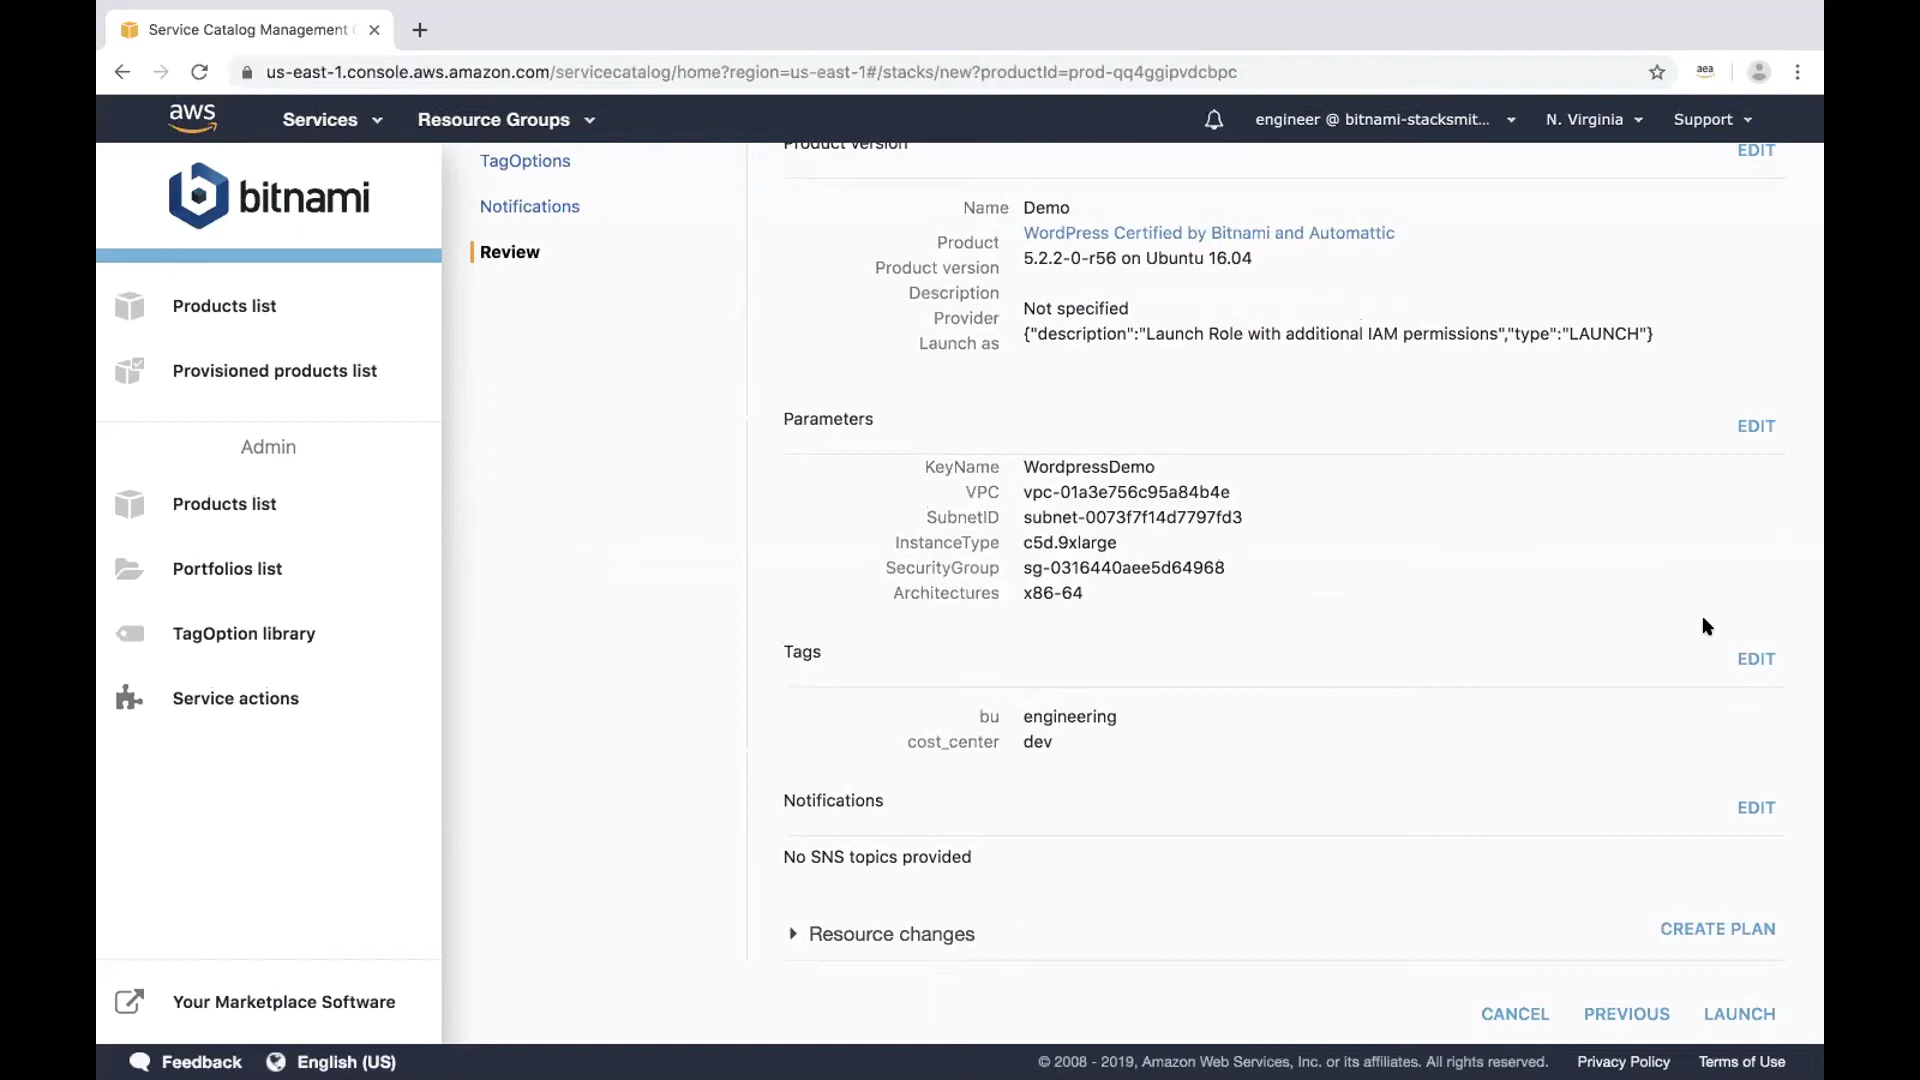 Service Catalog Management
us-east-1.console.aws.amazon.com/servicecatalog/home?region=us-east-1#/stacks/new?productId=prod-qq4ggipvdcbpc
aea
aws
Services
Resource Groups
engineer @ bitnami-stacksmit...
N. Virginia
Support
bitnami
Products list
Provisioned products list
Admin
Products list
Portfolios list
TagOption library
Service actions
Your Marketplace Software
TagOptions
Notifications
Review
Product version
EDIT
Name Demo
Product WordPress Certified by Bitnami and Automattic
Product version 5.2.2-0-r56 on Ubuntu 16.04
Description
Provider Not specified
Launch as {"description":"Launch Role with additional IAM permissions","type":"LAUNCH"}
Parameters
EDIT
KeyName WordpressDemo
VPC vpc-01a3e756c95a84b4e
SubnetID subnet-0073f7f14d7797fd3
InstanceType c5d.9xlarge
SecurityGroup sg-0316440aee5d64968
Architectures x86-64
Tags
EDIT
bu engineering
cost_center dev
Notifications
EDIT
No SNS topics provided
Resource changes
CREATE PLAN
CANCEL PREVIOUS LAUNCH
Feedback
English (US)
© 2008 - 2019, Amazon Web Services, Inc. or its affiliates. All rights reserved.
Privacy Policy
Terms of Use